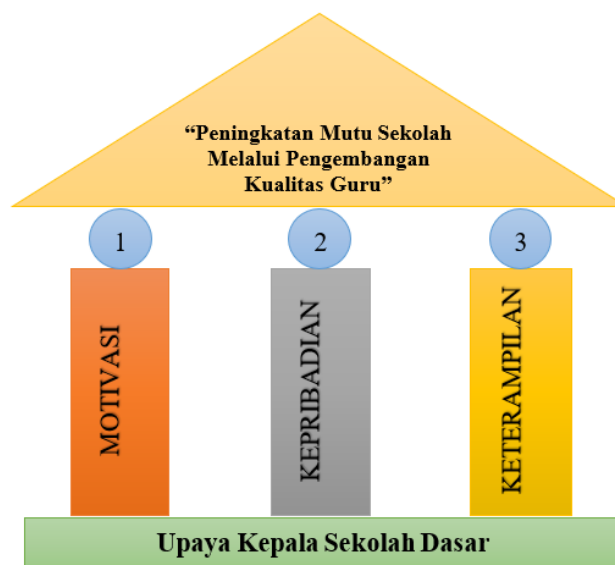 “Peningkatan Mutu Sekolah
Melalui Pengembangan
Kualitas Guru”
1
2
3
MOTIVASI
KEPRIBADIAN
KETERAMPILAN
Upaya Kepala Sekolah Dasar